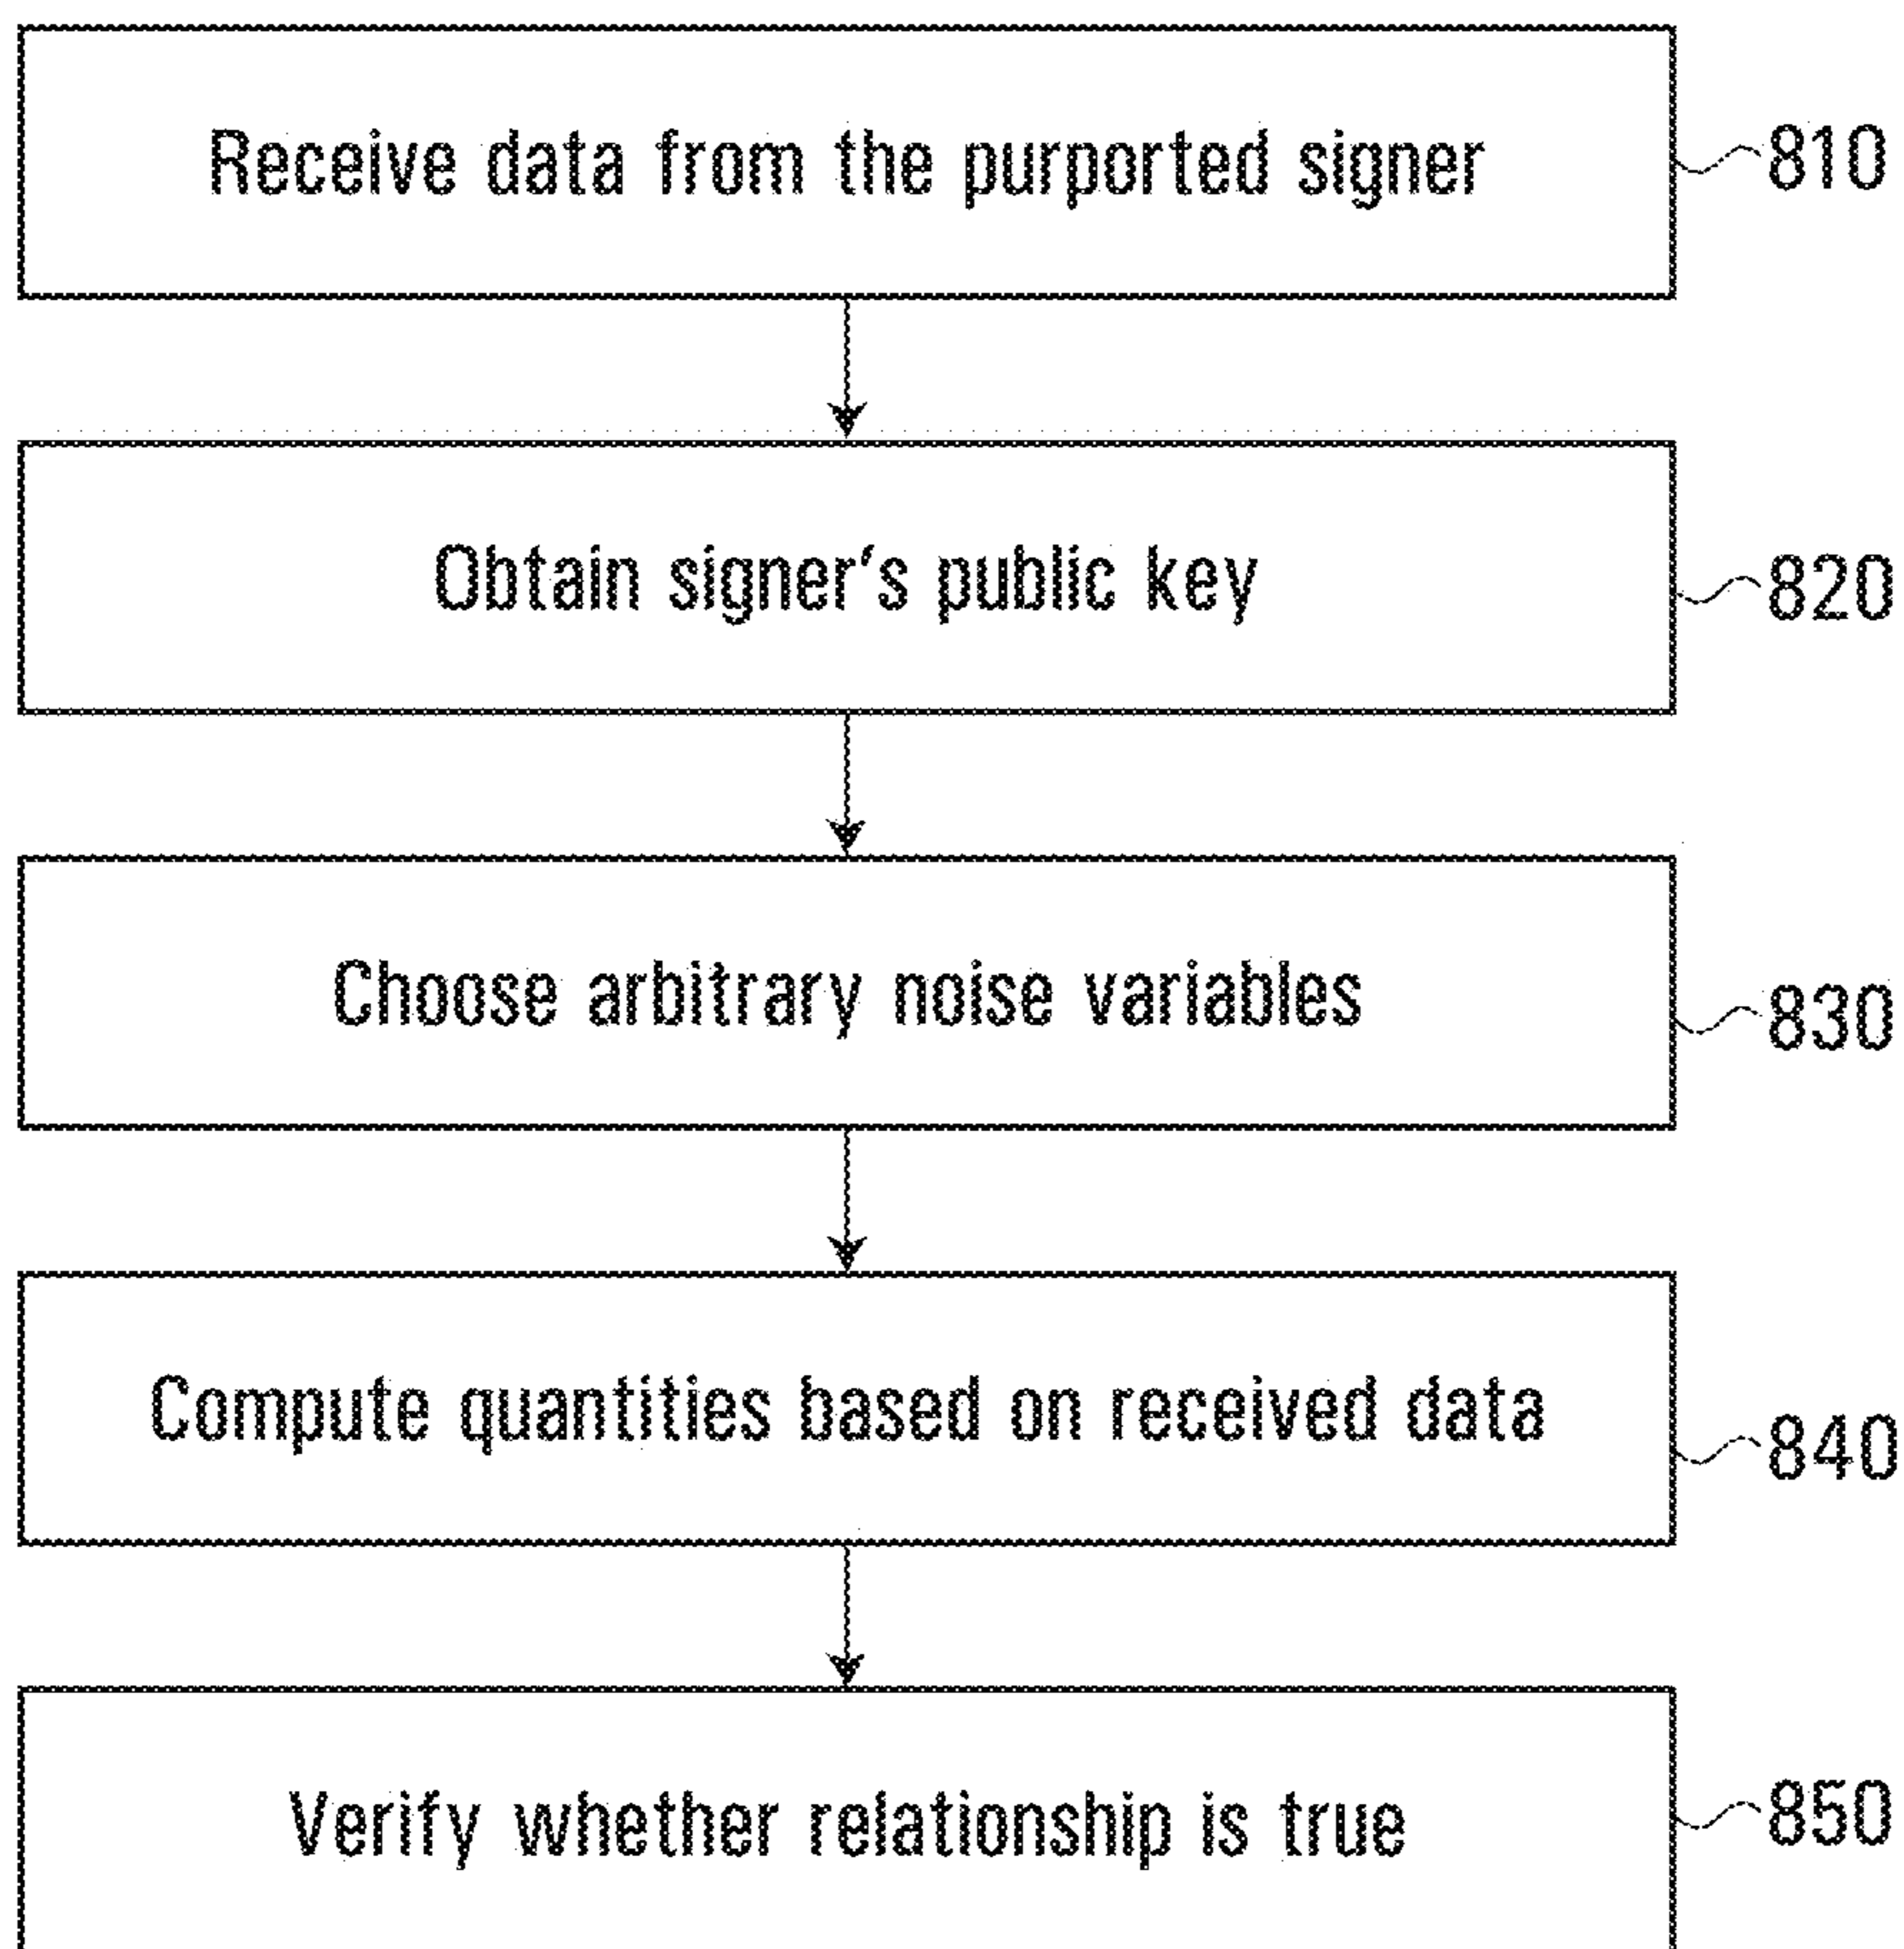 Receive data from the purported signer
810
Obtain signer's public key
820
Choose arbitrary noise variables
830
Compute quantities based on received data
840
Verify whether relationship is true
850